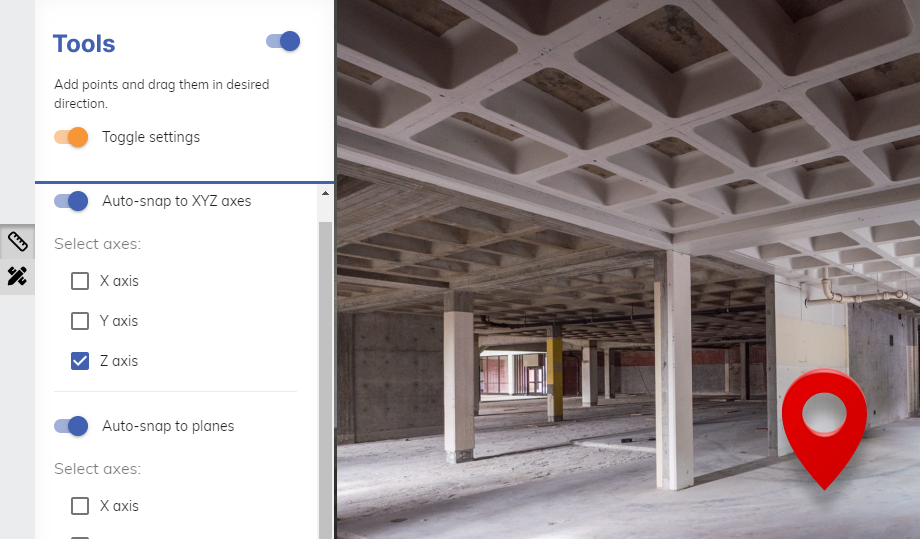 Tools
Add points and drag them in desired
direction.
Toggle settings
Auto-snap to XYZ axes
Select axes:
X axis
Y axis
Z axis
Auto-snap to planes
Select axes:
X axis